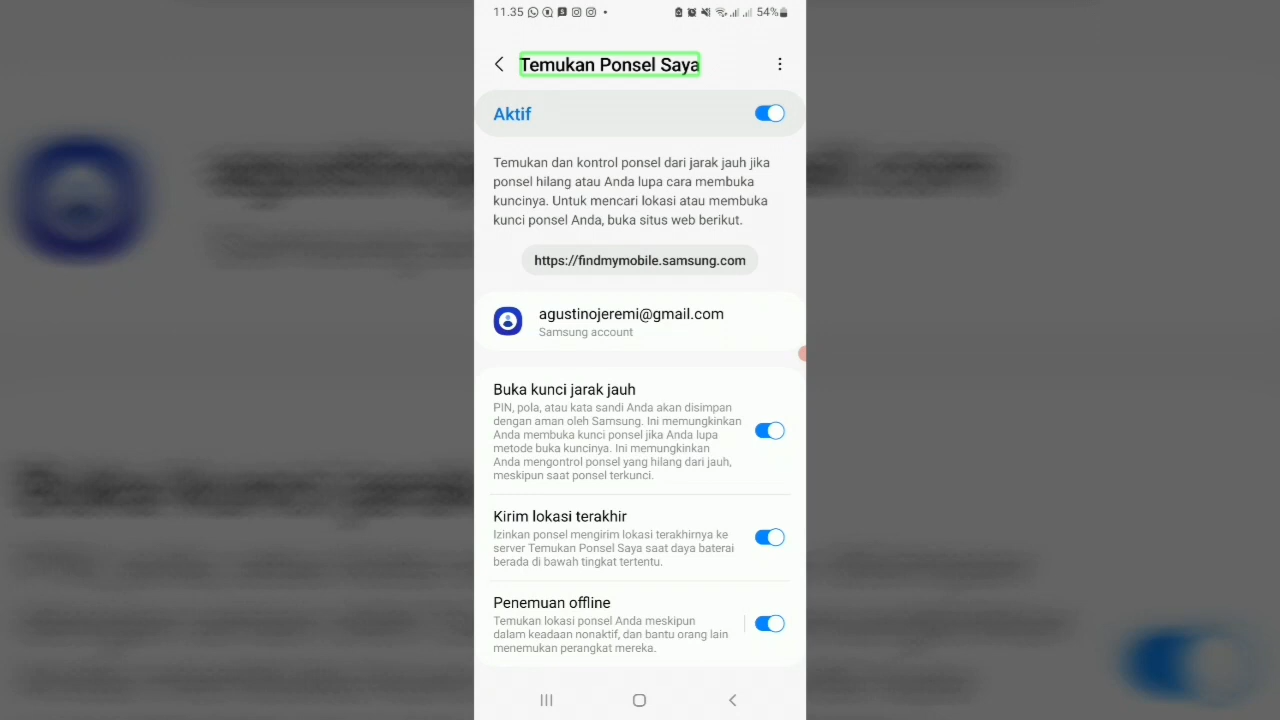 11.35
54%
Temukan Ponsel Saya
Aktif
Temukan dan kontrol ponsel dari jarak jauh jika
ponsel hilang atau Anda lupa cara membuka
kuncinya. Untuk mencari lokasi atau membuka
kunci ponsel Anda, buka situs web berikut.
https://findmymobile.samsung.com
agustinojeremi@gmail.com
Samsung account
Buka kunci jarak jauh
PIN, pola, atau kata sandi Anda akan disimpan
dengan aman oleh Samsung. Ini memungkinkan
Anda membuka kunci ponsel jika Anda lupa
metode buka kuncinya. Ini memungkinkan
Anda mengontrol ponsel yang hilang dari jauh,
meskipun saat ponsel terkunci.
Kirim lokasi terakhir
Izinkan ponsel mengirim lokasi terakhirnya ke
server Temukan Ponsel Saya saat daya baterai
berada di bawah tingkat tertentu.
Penemuan offline
Temukan lokasi ponsel Anda meskipun
dalam keadaan nonaktif, dan bantu orang lain
menemukan perangkat mereka.